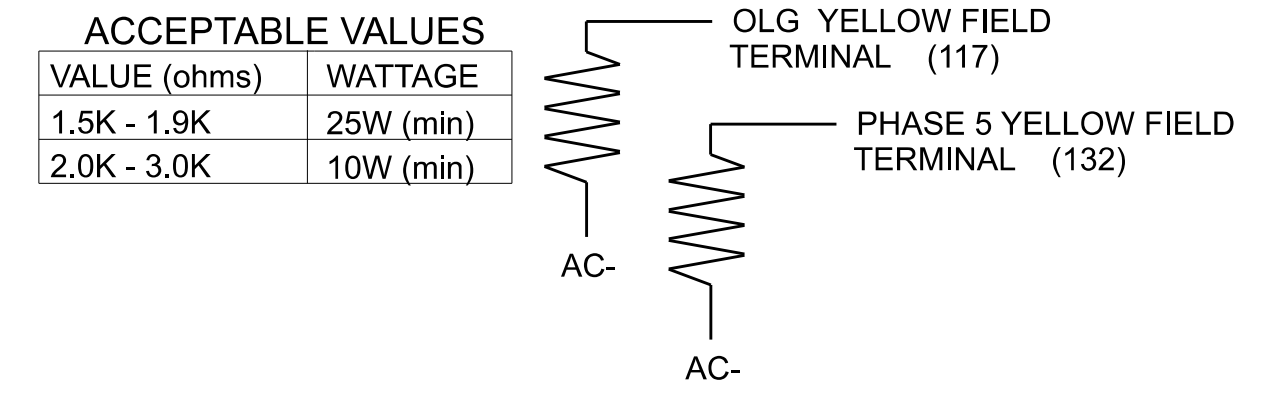 ACCEPTABLE VALUES
VALUE (ohms) WATTAGE
1.5K - 1.9K 25W (min)
2.0K - 3.0K 10W (min)
OLG YELLOW FIELD
TERMINAL (117)
AC-
PHASE 5 YELLOW FIELD
TERMINAL (132)
AC-